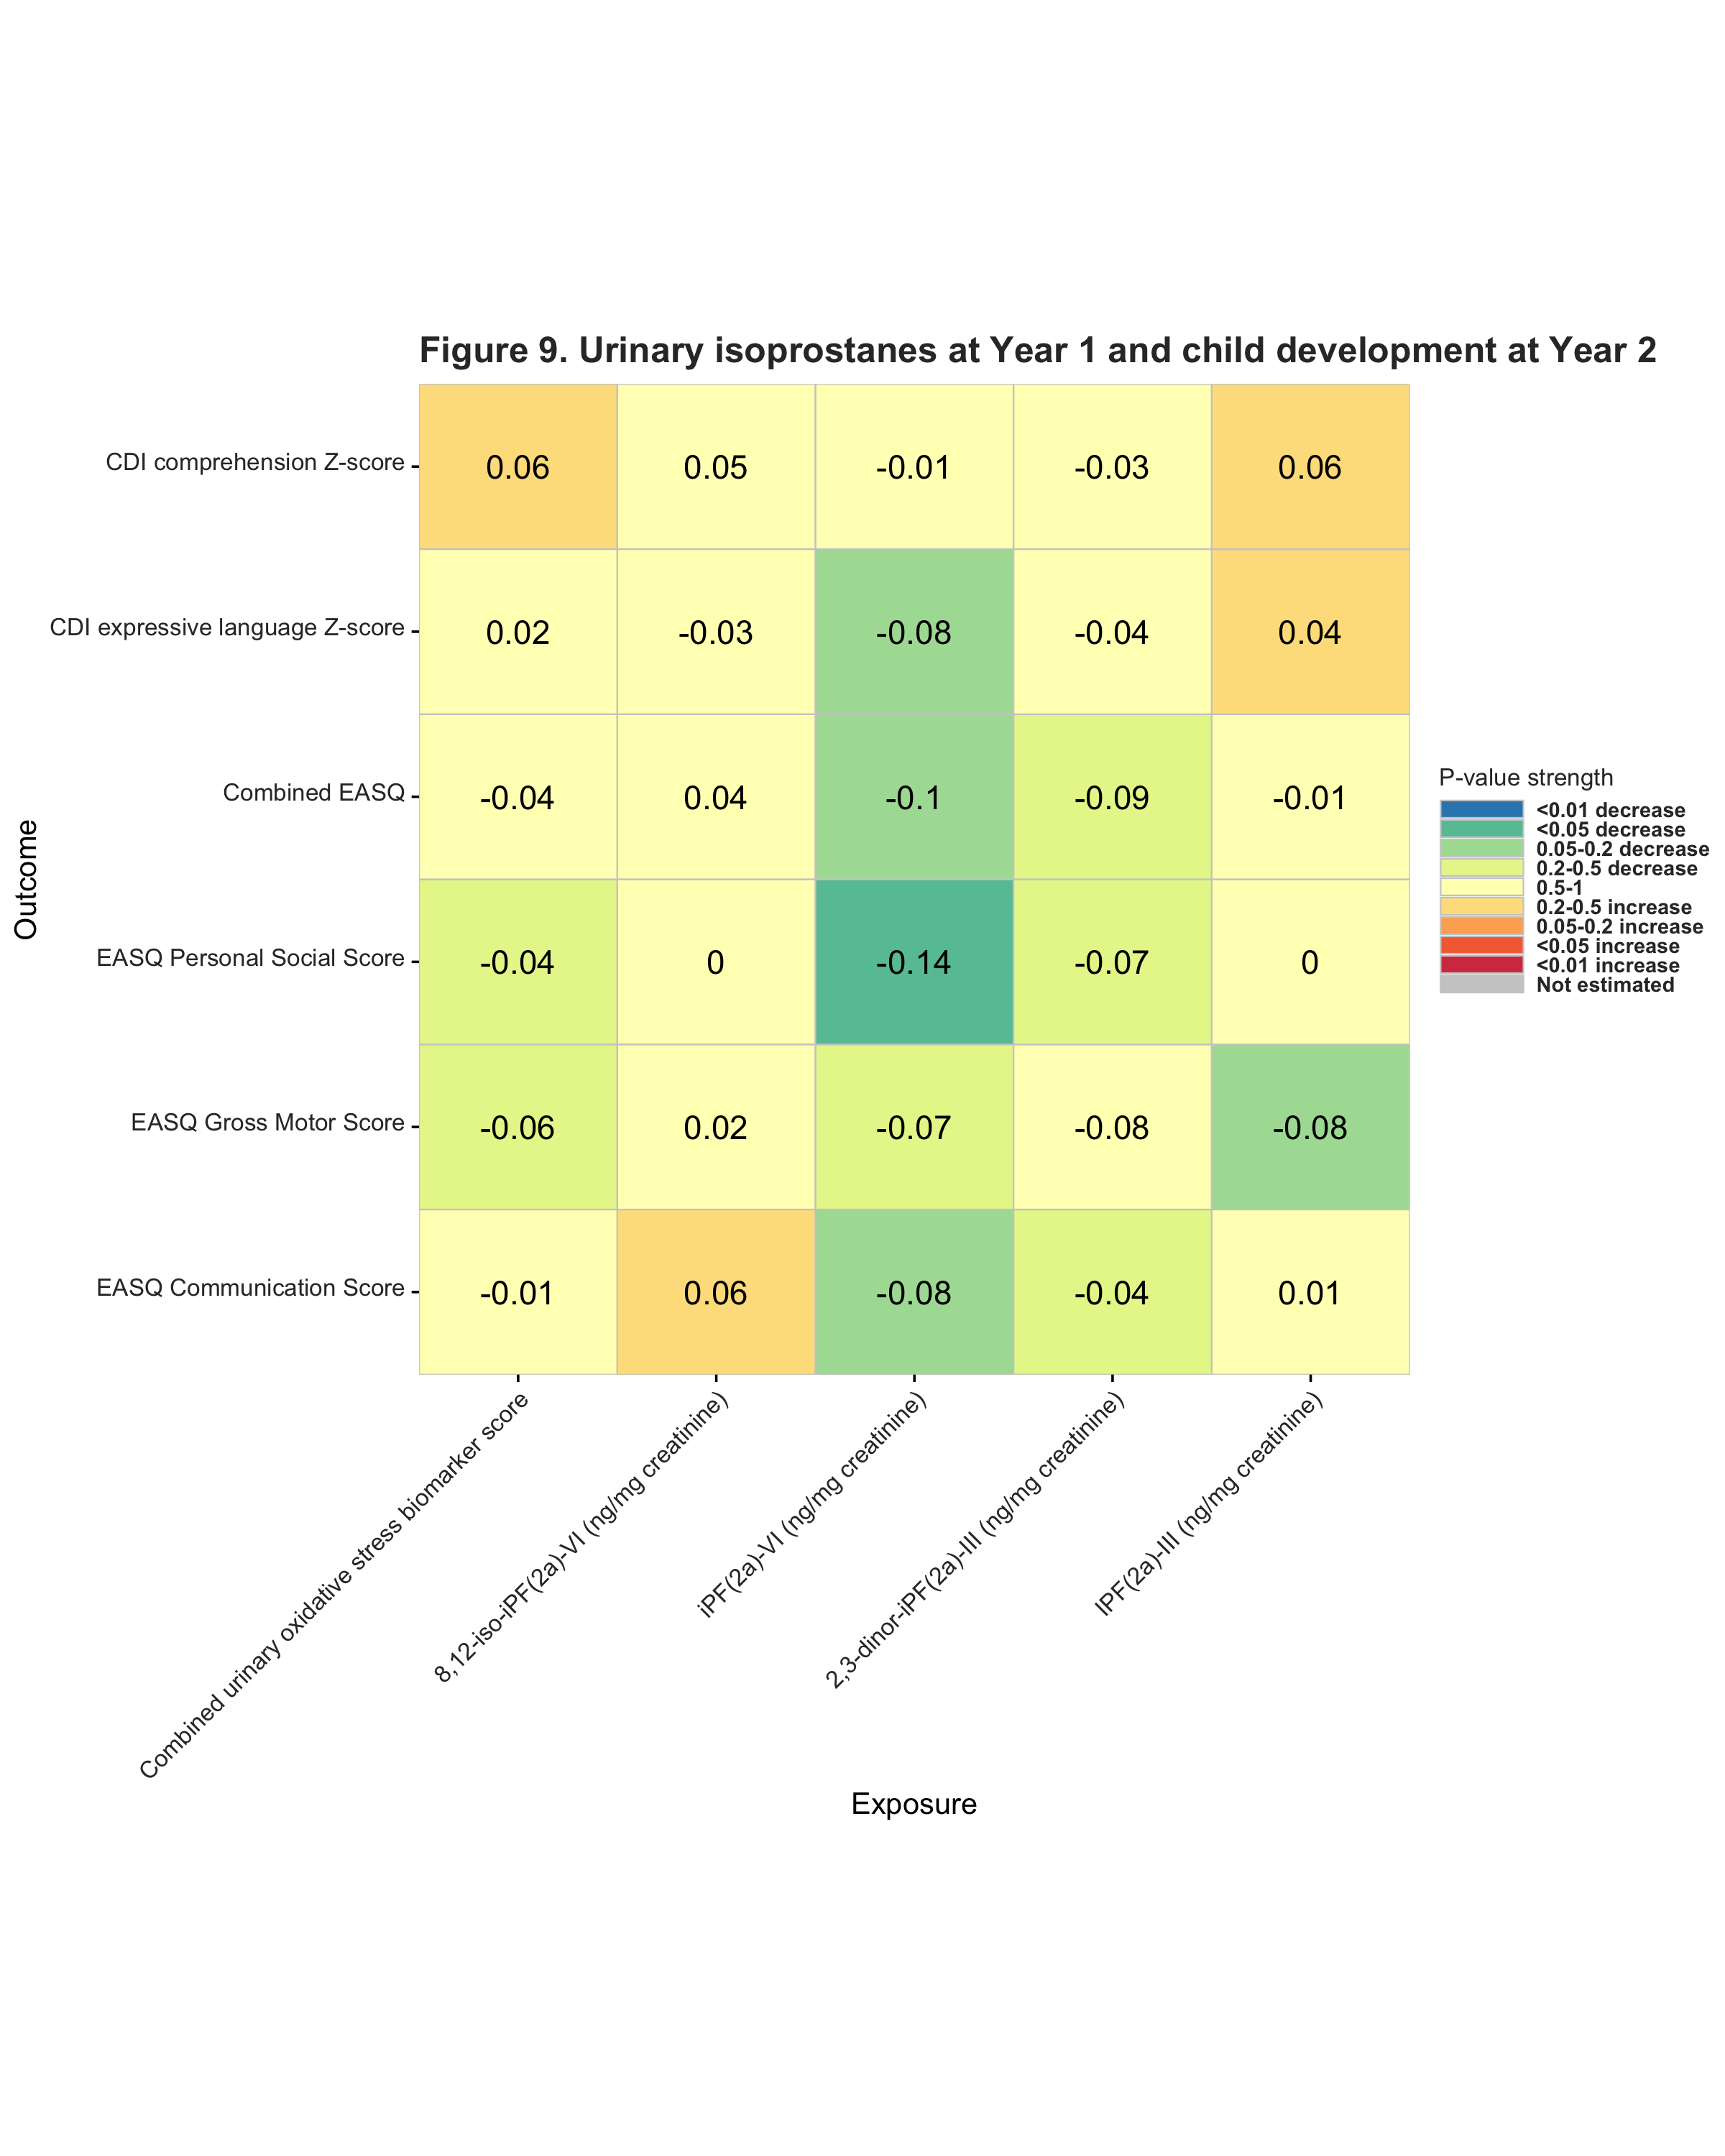 Figure 9. Urinary isoprostanes at Year 1 and child development at Year 2
Outcome
CDI comprehension Z-score
0.06 0.05 -0.01 -0.03 0.06
CDI expressive language Z-score
0.02 -0.03 -0.08 -0.04 0.04
Combined EASQ
-0.04 0.04 -0.1 -0.09 -0.01
EASQ Personal Social Score
-0.04 0 -0.14 -0.07 0
EASQ Gross Motor Score
-0.06 0.02 -0.07 -0.08 -0.08
EASQ Communication Score
-0.01 0.06 -0.08 -0.04 0.01
Combined urinary oxidative stress biomarker score
8,12-iso-iPF(2a)-VI (ng/mg creatinine)
iPF(2a)-VI (ng/mg creatinine)
2,3-dinor-iPF(2a)-III (ng/mg creatinine)
IPF(2a)-III (ng/mg creatinine)
Exposure
P-value strength
<0.01 decrease
<0.05 decrease
0.05-0.2 decrease
0.2-0.5 decrease
0.5-1
0.2-0.5 increase
0.05-0.2 increase
<0.05 increase
<0.01 increase
Not estimated